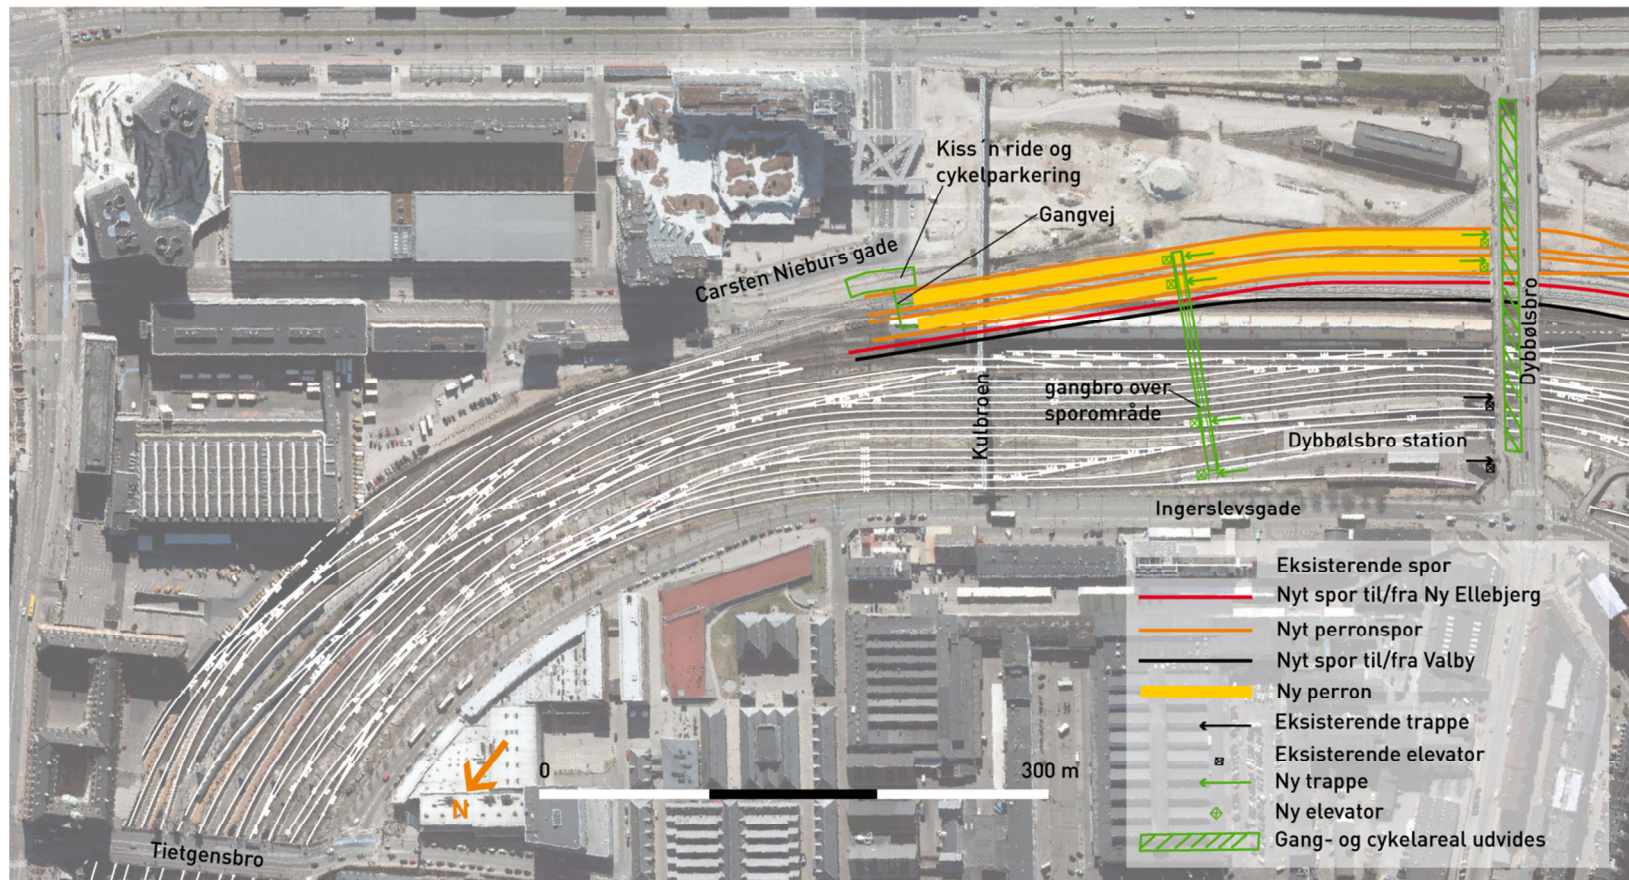 Kiss´n ride og
cykelparkering
Gangvej
Carsten Nieburs gade
Dybbølsbro
Kulbroen
gangbro over
sporområde
Dybbølsbro station
Ingerslevsgade
Eksisterende spor
Nyt spor til/fra Ny Ellebjerg
Nyt perronspor
Nyt spor til/fra Valby
Ny perron
Eksisterende trappe
Eksisterende elevator
Ny trappe
Ny elevator
Gang- og cykelareal udvides
0
300 m
N
Tietgensbro